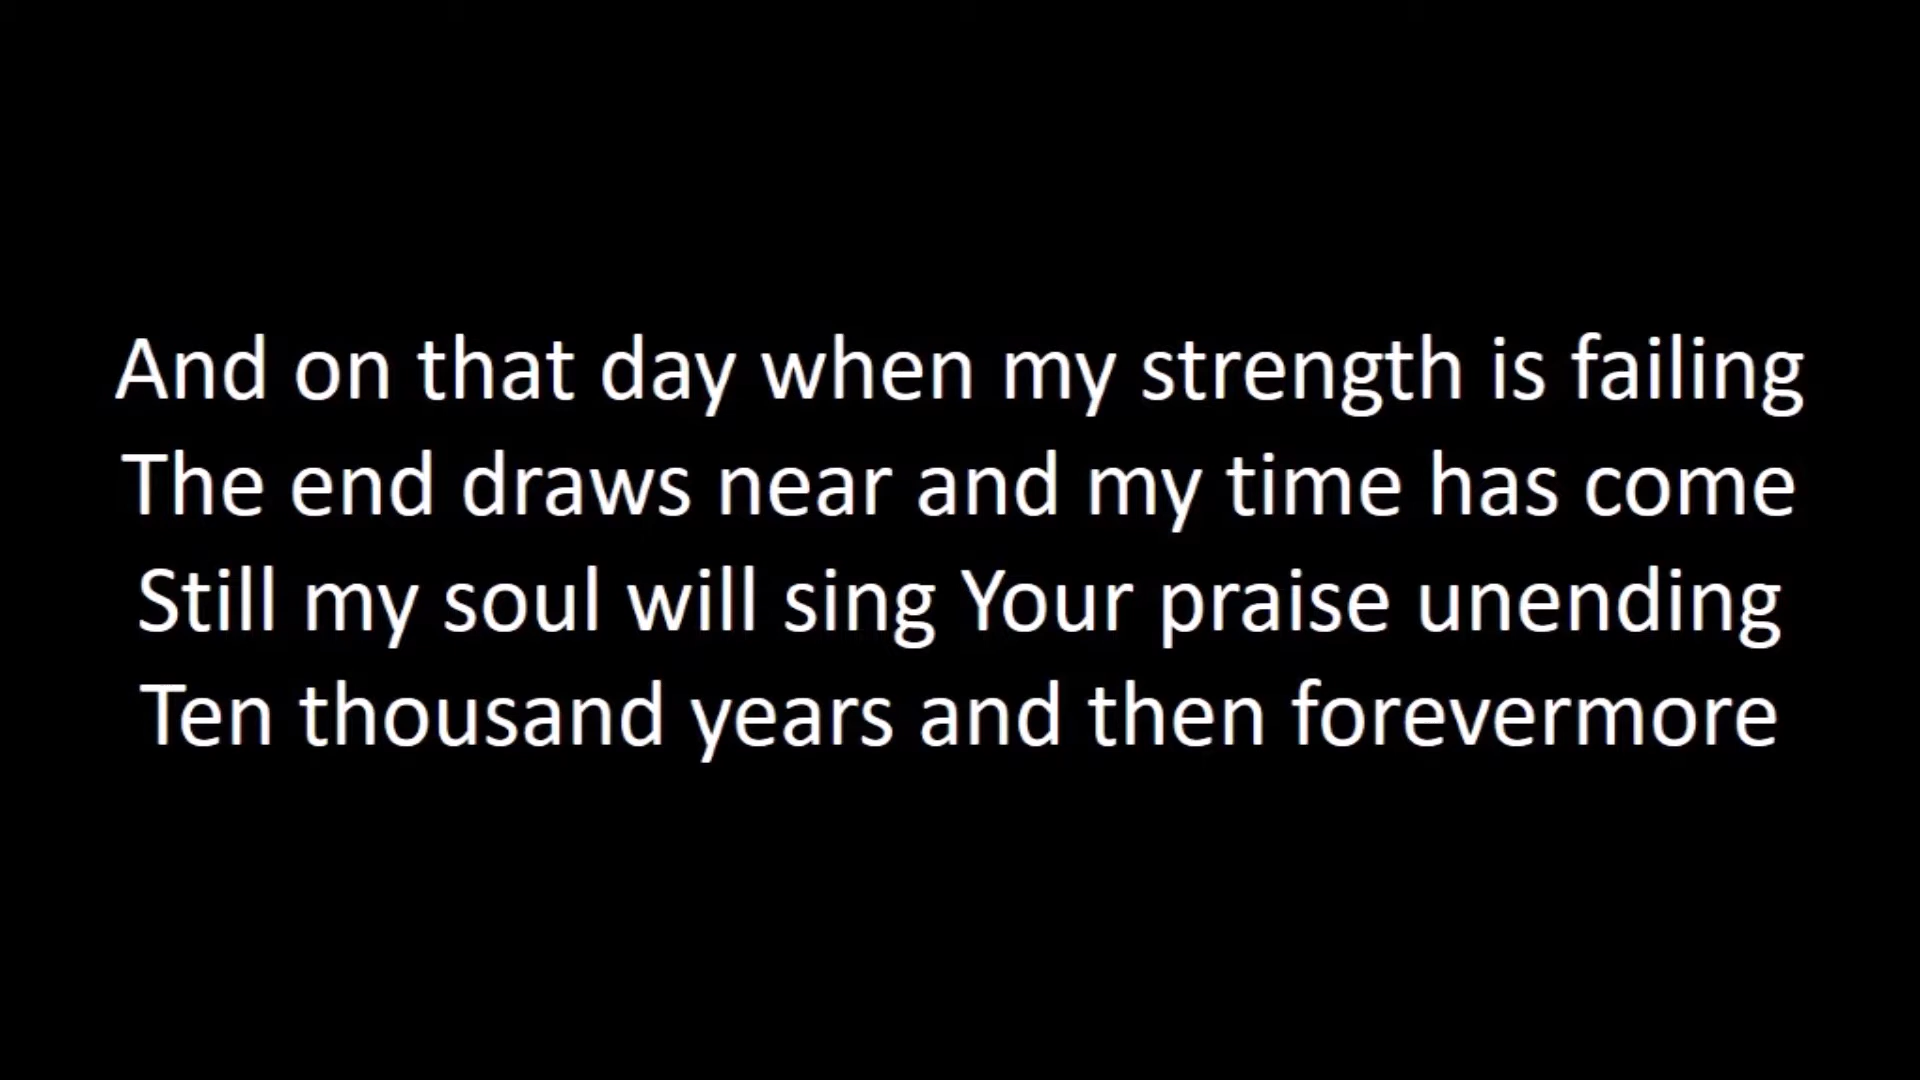 And on that day when my strength is failing
The end draws near and my time has come
Still my soul will sing Your praise unending
Ten thousand years and then forevermore